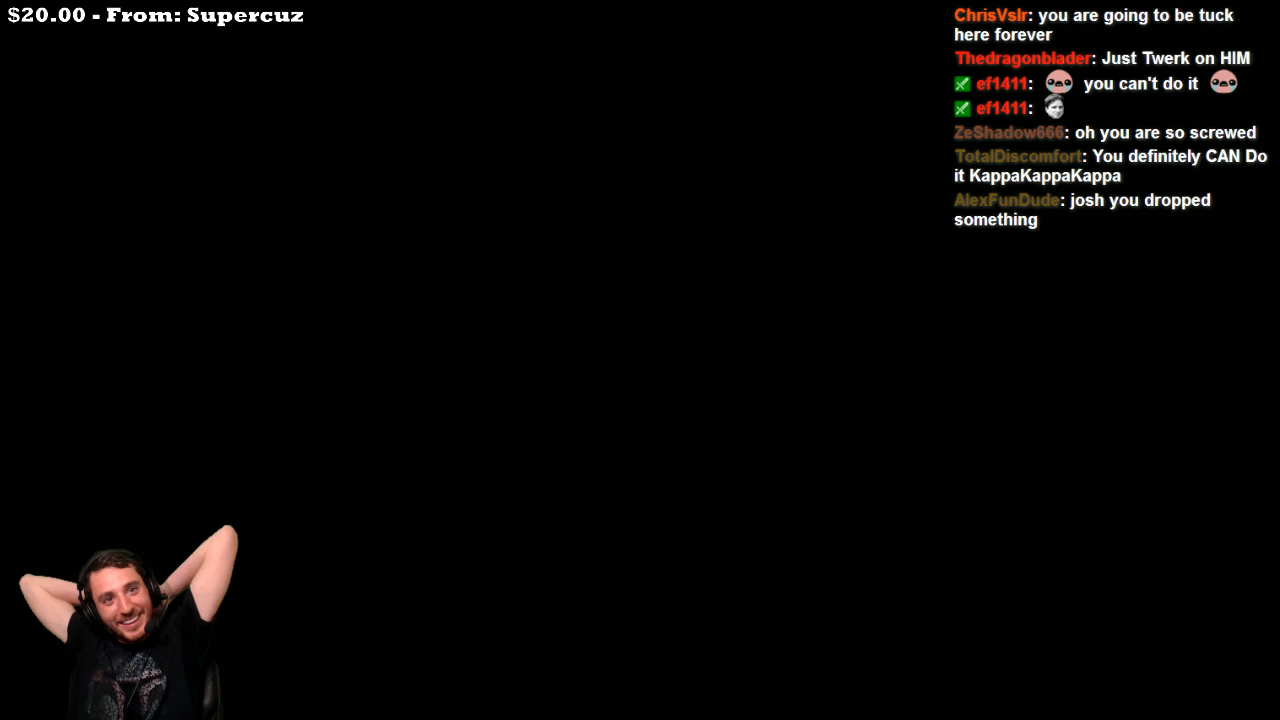 $20.00 - From: Supercuz
ChrisVslr: you are going to be tuck
here forever
Thedragonblader: Just Twerk on HIM
ef1411: you can't do it
ef1411:
ZeShadow666: oh you are so screwed
TotalDiscomfort: You definitely CAN Do
it KappaKappaKappa
AlexFunDude: josh you dropped
something